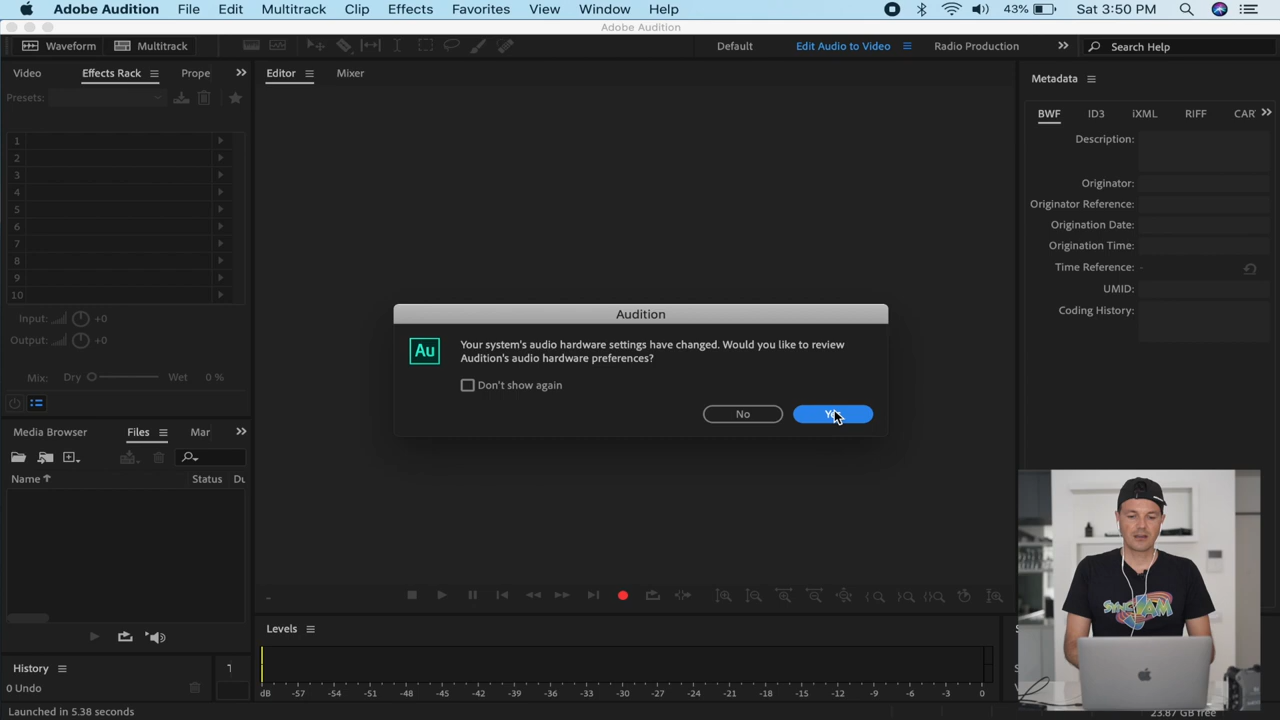 Adobe Audition File Edit Multitrack Clip Effects Favorites View Window Help 43% Sat 3:50 PM
Adobe Audition
Waveform Multitrack Default Edit Audio to Video Radio Production Search Help
Video Effects Rack Prope Editor Mixer Metadata
Presets:
BWF ID3 iXML RIFF CAR
Description:
Originator:
Originator Reference:
Origination Date:
Origination Time:
Time Reference: -
UMID:
Coding History:
1
2
3
4
5
6
7
8
9
10
Input: +0
Output: +0
Mix: Dry Wet 0 %
Audition
Au
Your system's audio hardware settings have changed. Would you like to review
Audition's audio hardware preferences?
Don't show again
No
Media Browser Files Mar
Name Status Du
Levels
dB -57 -54 -51 -48 -45 -42 -39 -36 -33 -30 -27 -24 -21 -18 -15 -12 -9 -6 -3 0
History
0 Undo
Launched in 5.38 seconds
23.87 GB free